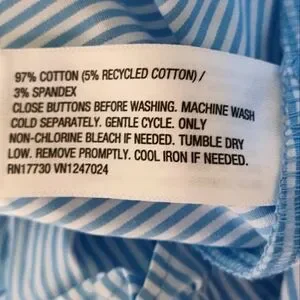 97% COTTON (5% RECYCLED COTTON) /
3% SPANDEX
CLOSE BUTTONS BEFORE WASHING. MACHINE WASH
COLD SEPARATELY. GENTLE CYCLE. ONLY
NON-CHLORINE BLEACH IF NEEDED. TUMBLE DRY
LOW. REMOVE PROMPTLY. COOL IRON IF NEEDED.
RN17730 VN1247024